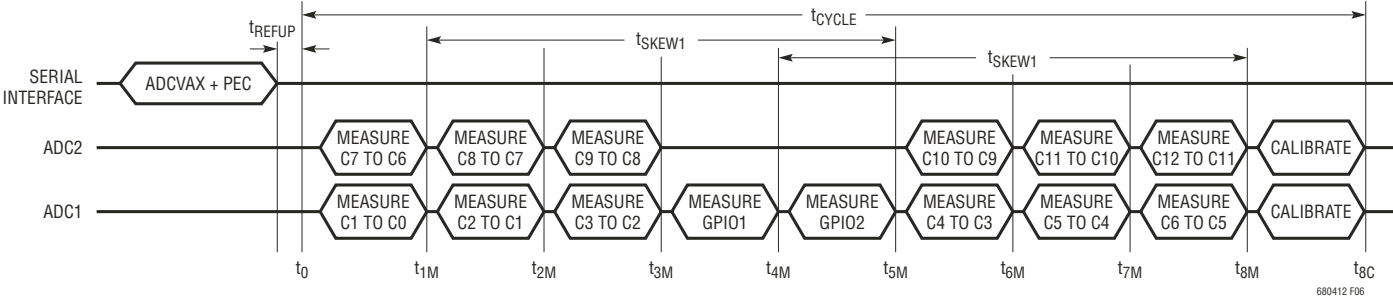 tCYCLE
tREFUP
tSKEW1
tSKEW1
SERIAL
INTERFACE
ADCVAX + PEC
ADC2
MEASURE
C7 TO C6
MEASURE
C8 TO C7
MEASURE
C9 TO C8
MEASURE
C10 TO C9
MEASURE
C11 TO C10
MEASURE
C12 TO C11
CALIBRATE
ADC1
MEASURE
C1 TO C0
MEASURE
C2 TO C1
MEASURE
C3 TO C2
MEASURE
GPIO1
MEASURE
GPIO2
MEASURE
C4 TO C3
MEASURE
C5 TO C4
MEASURE
C6 TO C5
CALIBRATE
t0
t1M
t2M
t3M
t4M
t5M
t6M
t7M
t8M
t8C
680412 F06